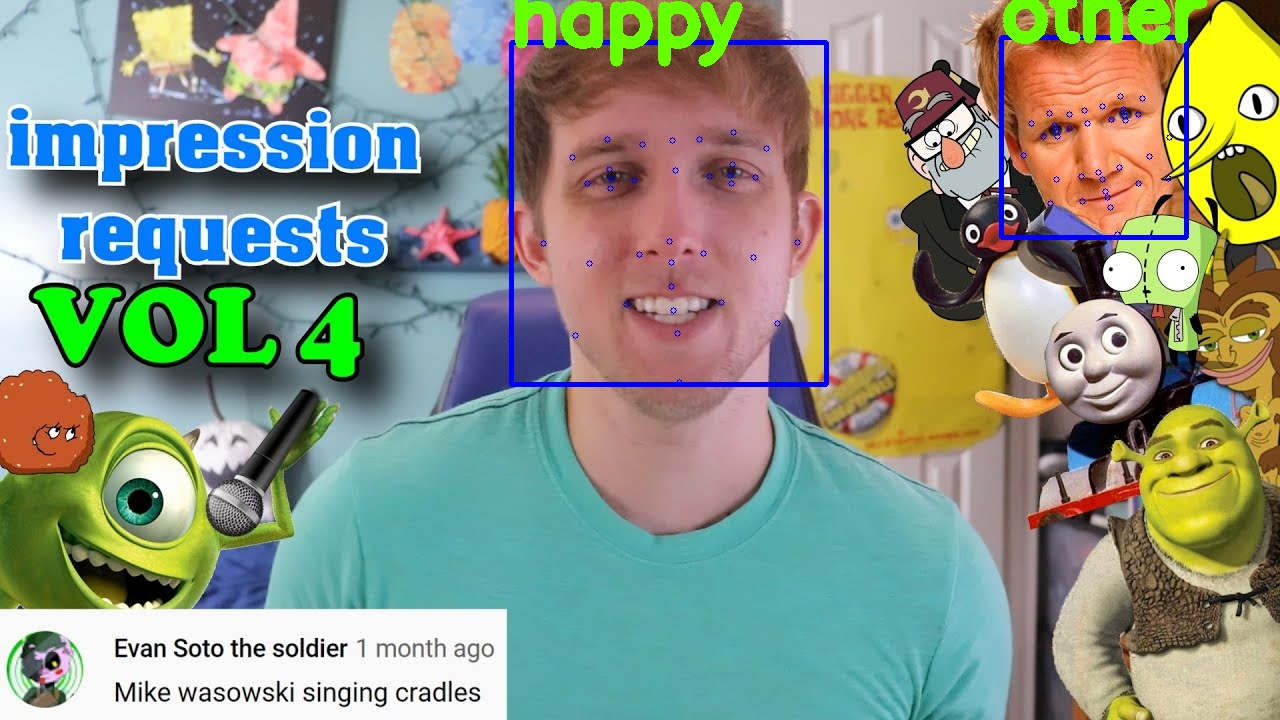 happy
other
impression
requests
VOL 4
Evan Soto the soldier 1 month ago
Mike wasowski singing cradles